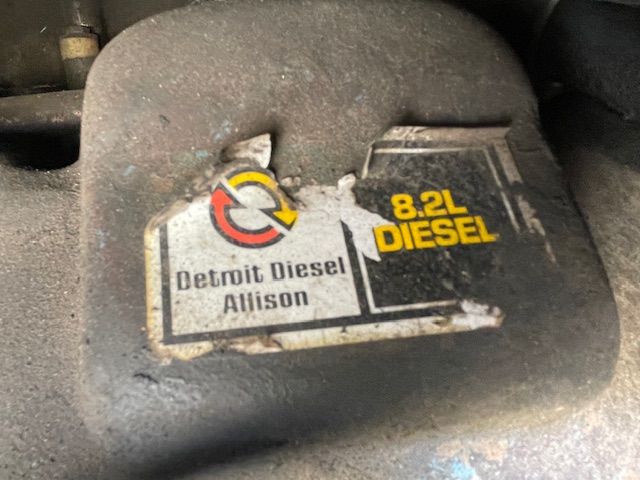 Detroit Diesel
Allison
8.2L
DIESEL